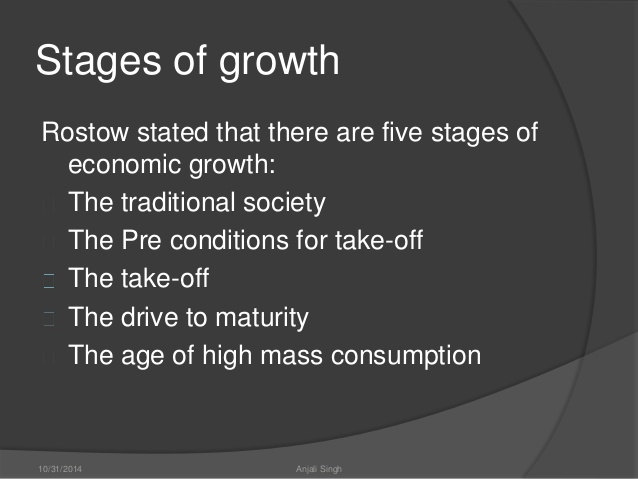 Stages of growth
Rostow stated that there are five stages of
economic growth:
The traditional society
The Pre conditions for take-off
The take-off
The drive to maturity
The age of high mass consumption
10/31/2014 Anjali Singh